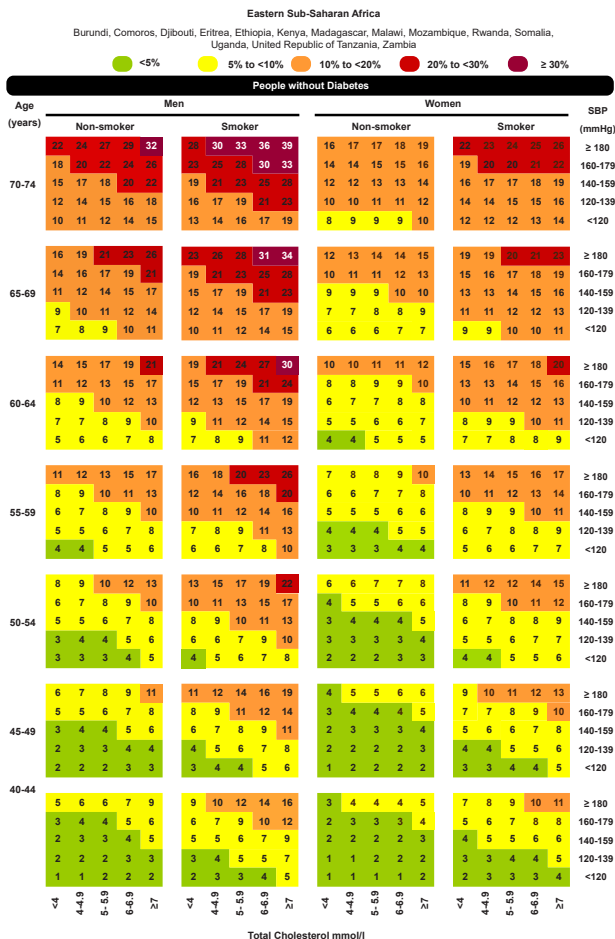 Eastern Sub-Saharan Africa
Burundi, Comoros, Djibouti, Eritrea, Ethiopia, Kenya, Madagascar, Malawi, Mozambique, Rwanda, Somalia,
Uganda, United Republic of Tanzania, Zambia
<5% 5% to <10% 10% to <20% 20% to <30% ≥ 30%
People without Diabetes
Age (years) Men Women SBP (mmHg)
Non-smoker Smoker Non-smoker Smoker
22 24 27 29 32 28 30 33 36 39 16 17 17 18 19 22 23 24 25 26 ≥ 180
18 20 22 24 26 23 25 28 30 33 14 14 15 15 16 19 20 20 21 22 160-179
70-74 15 17 18 20 22 19 21 23 25 28 12 12 13 13 14 16 17 17 18 19 140-159
12 14 15 16 18 16 17 19 21 23 10 10 11 11 12 14 14 15 15 16 120-139
10 11 12 14 15 13 14 16 17 19 8 9 9 9 10 12 12 12 13 14 <120
16 19 21 23 26 23 26 28 31 34 12 13 14 14 15 19 19 20 21 23 ≥ 180
14 16 17 19 21 19 21 23 25 28 10 11 11 12 13 15 16 17 18 19 160-179
65-69 11 12 14 15 17 15 17 19 21 23 9 9 9 10 10 13 13 14 15 16 140-159
9 10 11 12 14 12 14 15 17 19 7 7 8 8 9 11 11 12 12 13 120-139
7 8 9 10 11 10 11 12 14 15 6 6 6 7 7 9 9 10 10 11 <120
14 15 17 19 21 19 21 24 27 30 10 10 11 11 12 15 16 17 18 20 ≥ 180
11 12 13 15 17 15 17 19 21 24 8 8 9 9 10 13 13 14 15 16 160-179
60-64 8 9 10 12 13 12 13 15 17 19 6 7 7 8 8 10 11 12 12 13 140-159
7 7 8 9 10 9 11 12 14 15 5 5 6 6 7 8 9 9 10 11 120-139
5 6 6 7 8 7 8 9 11 12 4 4 5 5 5 7 7 8 8 9 <120
11 12 13 15 17 16 18 20 23 26 7 8 8 9 10 13 14 15 16 17 ≥ 180
8 9 10 11 13 12 14 16 18 20 6 6 7 7 8 10 11 12 13 14 160-179
55-59 6 7 8 9 10 10 11 12 14 16 5 5 5 6 6 8 8 9 10 11 140-159
5 5 6 7 8 7 8 9 11 13 4 4 4 5 5 6 7 8 8 9 120-139
4 4 5 5 6 6 6 7 8 10 3 3 3 4 4 5 6 6 7 7 <120
8 9 10 12 13 13 15 17 19 22 6 6 7 7 8 11 12 12 14 15 ≥ 180
6 7 8 9 10 10 11 13 15 17 4 5 5 6 6 8 9 10 11 12 160-179
50-54 5 5 6 7 8 8 9 10 11 13 3 4 4 4 5 6 7 8 8 9 140-159
3 4 4 5 6 6 6 7 9 10 3 3 3 3 4 5 5 6 7 7 120-139
3 3 3 4 5 4 5 6 7 8 2 2 2 3 3 4 4 5 5 6 <120
6 7 8 9 11 11 12 14 16 19 4 5 5 6 6 9 10 11 12 13 ≥ 180
5 5 6 7 8 8 9 11 12 14 3 4 4 4 5 7 7 8 9 10 160-179
45-49 3 4 4 5 6 6 7 8 9 11 2 3 3 3 4 5 6 6 7 8 140-159
2 3 3 4 4 4 5 6 7 8 2 2 2 2 3 4 4 5 5 6 120-139
2 2 2 3 3 3 4 4 5 6 1 2 2 2 2 3 3 4 4 5 <120
40-44
5 6 6 7 9 9 10 12 14 16 3 4 4 4 5 7 8 9 10 11 ≥ 180
3 4 4 5 6 6 7 9 10 12 2 3 3 3 4 5 6 7 8 8 160-179
2 3 3 4 5 5 5 6 7 9 2 2 2 2 3 4 5 5 6 6 140-159
2 2 2 3 3 3 4 5 5 7 1 1 2 2 2 3 3 4 4 5 120-139
1 1 2 2 2 2 3 3 4 5 1 1 1 1 2 2 3 3 3 4 <120
<4 4-4.9 5- 5.9 6-6.9 ≥7 <4 4-4.9 5- 5.9 6-6.9 ≥7 <4 4-4.9 5- 5.9 6-6.9 ≥7 <4 4-4.9 5- 5.9 6-6.9 ≥7
Total Cholesterol mmol/l